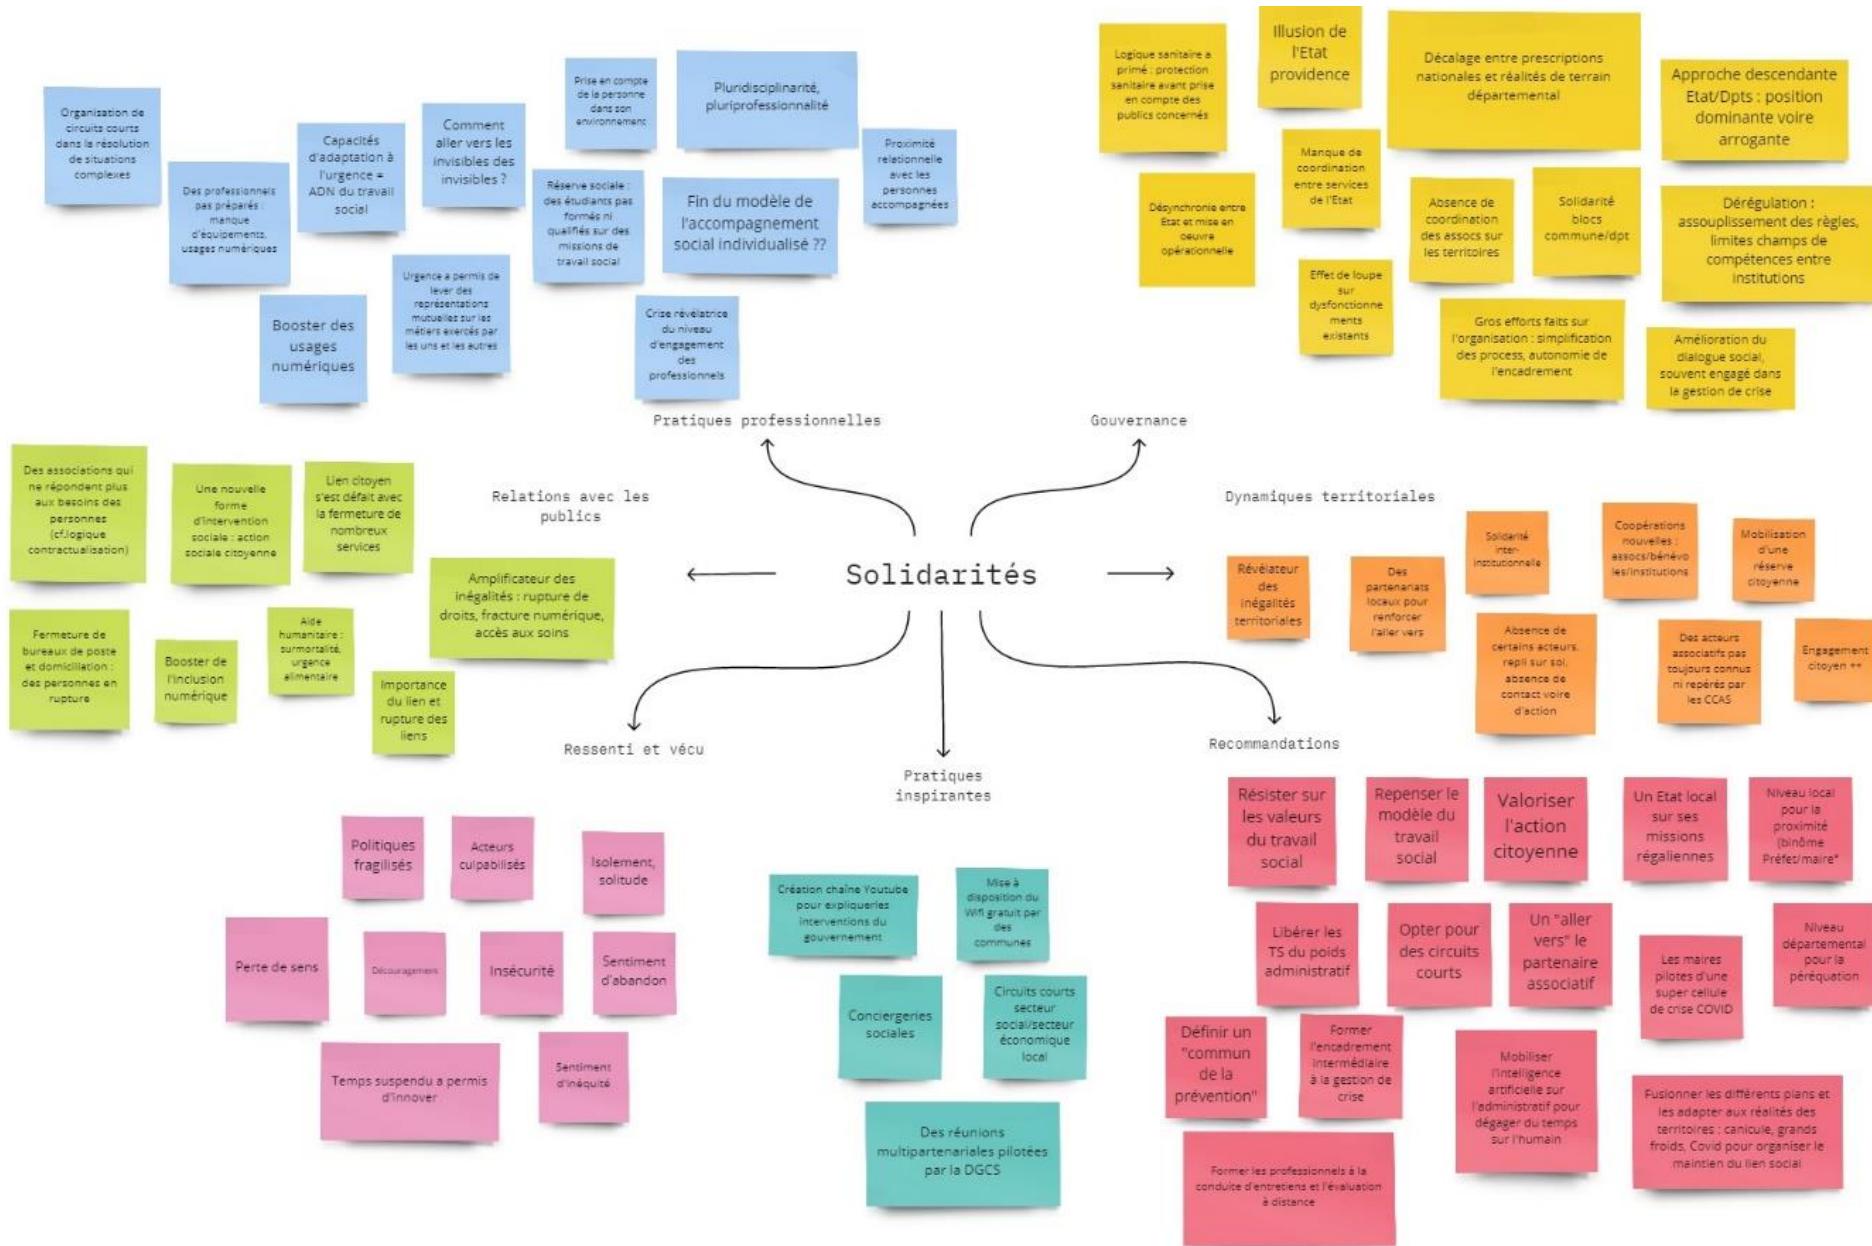 Organisation de
circuits courts
dans la résolution
de situations
complexes
Des professionnels
pas préparés :
manque
d'équipements,
usages numériques
Capacités
d'adaptation à
l'urgence =
ADN du travail
social
Comment
aller vers les
invisibles des
invisibles ?
Prise en compte
de la personne
dans son
environnement
Pluridisciplinarité,
pluriprofessionnalité
Proximité
relationnelle
avec les
personnes
accompagnées
Réserve sociale :
des étudiants pas
formés ni
qualifiés sur des
missions de
travail social
Fin du modèle de
l'accompagnement
social individualisé ??
Booster des
usages
numériques
Urgence a permis de
lever des
représentations
mutuelles sur les
métiers exercés par
les uns et les autres
Crise révélatrice
du niveau
d'engagement
des
professionnels
Pratiques professionnelles
Logique sanitaire a
primé : protection
sanitaire avant prise
en compte des
publics concernés
Illusion de
l'Etat
providence
Décalage entre prescriptions
nationales et réalités de terrain
départemental
Approche descendante
Etat/Dpts : position
dominante voire
arrogante
Désynchronie entre
Etat et mise en
oeuvre
opérationnelle
Manque de
coordination
entre services
de l'Etat
Absence de
coordination
des assocs sur
les territoires
Solidarité
blocs
commune/dpt
Dérégulation :
assouplissement des règles,
limites champs de
compétences entre
institutions
Effet de loupe
sur
dysfonctionne
ments
existants
Gros efforts faits sur
l'organisation : simplification
des process, autonomie de
l'encadrement
Amélioration du
dialogue social,
souvent engagé dans
la gestion de crise
Gouvernance
Des associations qui
ne répondent plus
aux besoins des
personnes
(cf.logique
contractualisation)
Une nouvelle
forme
d'intervention
sociale : action
sociale citoyenne
Lien citoyen
s'est défait avec
la fermeture de
nombreux
services
Relations avec les
publics
Amplificateur des
inégalités : rupture de
droits, fracture numérique,
accès aux soins
Fermeture de
bureaux de poste
et domiciliation :
des personnes en
rupture
Booster de
l'inclusion
numérique
Aide
humanitaire :
surmortalité,
urgence
alimentaire
Importance
du lien et
rupture des
liens
Solidarités
Dynamiques territoriales
Révélateur
des
inégalités
territoriales
Des
partenariats
locaux pour
renforcer
l'aller vers
Solidarité
inter-
institutionnelle
Coopérations
nouvelles :
assocs/bénévo
les/institutions
Mobilisation
d'une
réserve
citoyenne
Absence de
certains acteurs,
repli sur soi,
absence de
contact voire
d'action
Des acteurs
associatifs pas
toujours connus
ni repérés par
les CCAS
Engagement
citoyen ++
Ressenti et vécu
Politiques
fragilisés
Acteurs
culpabilisés
Isolement,
solitude
Perte de sens
Découragement
Insécurité
Sentiment
d'abandon
Temps suspendu a permis
d'innover
Sentiment
d'inéquité
Pratiques
inspirantes
Création chaîne Youtube
pour expliquerles
interventions du
gouvernement
Mise à
disposition du
Wifi gratuit par
des
communes
Conciergeries
sociales
Circuits courts
secteur
social/secteur
économique
local
Des réunions
multipartenariales pilotées
par la DGCS
Recommandations
Résister sur
les valeurs
du travail
social
Repenser le
modèle du
travail
social
Valoriser
l'action
citoyenne
Un Etat local
sur ses
missions
régaliennes
Niveau local
pour la
proximité
(binôme
Préfet/maire"
Libérer les
TS du poids
administratif
Opter pour
des circuits
courts
Un "aller
vers" le
partenaire
associatif
Les maires
pilotes d'une
super cellule
de crise COVID
Niveau
départemental
pour la
péréquation
Définir un
"commun
de la
prévention"
Former
l'encadrement
intermédiaire
à la gestion de
crise
Mobiliser
l'intelligence
artificielle sur
l'administratif pour
dégager du temps
sur l'humain
Fusionner les différents plans et
les adapter aux réalités des
territoires : canicule, grands
froids, Covid pour organiser le
maintien du lien social
Former les professionnels à la
conduite d'entretiens et l'évaluation
à distance